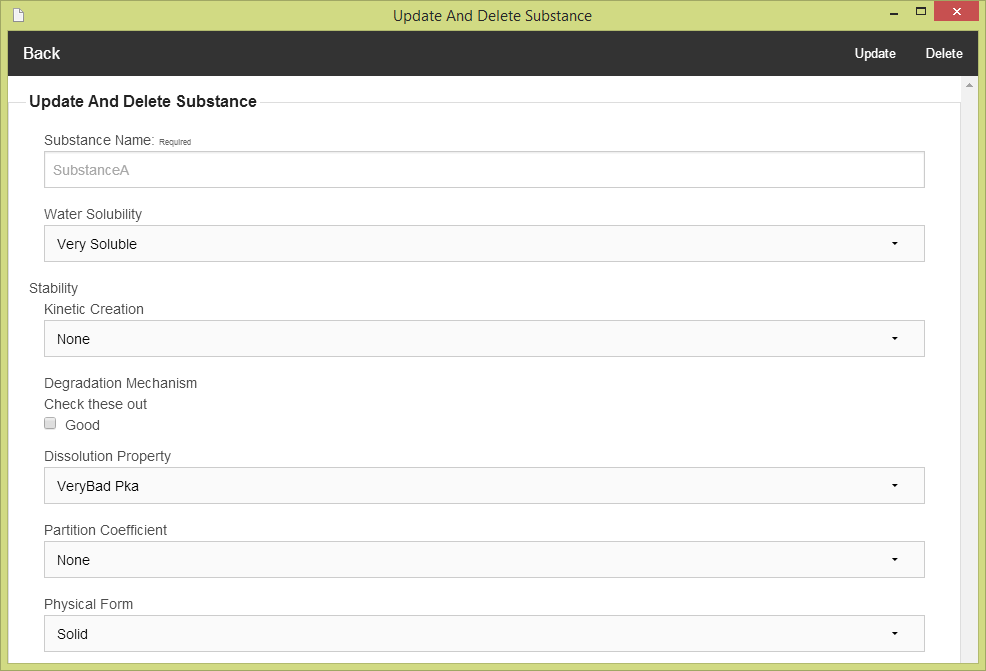 Update And Delete Substance
Back Update Delete
Update And Delete Substance
Substance Name: Required
SubstanceA
Water Solubility
Very Soluble
Stability
Kinetic Creation
None
Degradation Mechanism
Check these out
Good
Dissolution Property
VeryBad Pka
Partition Coefficient
None
Physical Form
Solid